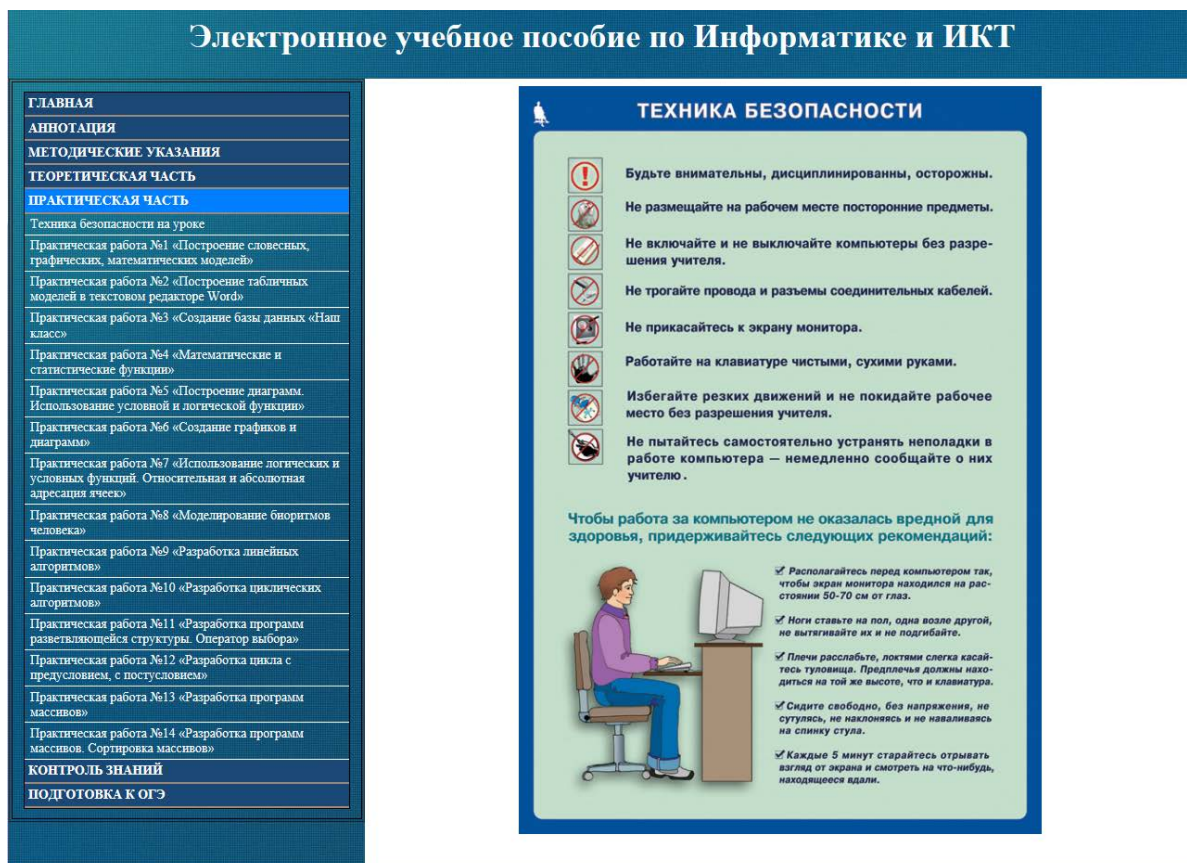 Электронное учебное пособие по Информатике и ИКТ
ГЛАВНАЯ
АННОТАЦИЯ
МЕТОДИЧЕСКИЕ УКАЗАНИЯ
ТЕОРЕТИЧЕСКАЯ ЧАСТЬ
ПРАКТИЧЕСКАЯ ЧАСТЬ
Техника безопасности на уроке
Практическая работа №1 «Построение словесных,
графических, математических моделей»
Практическая работа №2 «Построение табличных
моделей в текстовом редакторе Word»
Практическая работа №3 «Создание базы данных «Наш
класс»
Практическая работа №4 «Математические и
статистические функции»
Практическая работа №5 «Построение диаграмм.
Использование условной и логической функции»
Практическая работа №6 «Создание графиков и
диаграмм»
Практическая работа №7 «Использование логических и
условных функций. Относительная и абсолютная
адресация ячеек»
Практическая работа №8 «Моделирование биоритмов
человека»
Практическая работа №9 «Разработка линейных
алгоритмов»
Практическая работа №10 «Разработка циклических
алгоритмов»
Практическая работа №11 «Разработка программ
разветвляющейся структуры. Оператор выбора»
Практическая работа №12 «Разработка цикла с
предусловием, с постусловием»
Практическая работа №13 «Разработка программ
массивов»
Практическая работа №14 «Разработка программ
массивов. Сортировка массивов»
КОНТРОЛЬ ЗНАНИЙ
ПОДГОТОВКА К ОГЭ
ТЕХНИКА БЕЗОПАСНОСТИ
Будьте внимательны, дисциплинированны, осторожны.
Не размещайте на рабочем месте посторонние предметы.
Не включайте и не выключайте компьютеры без разре-
шения учителя.
Не трогайте провода и разъемы соединительных кабелей.
Не прикасайтесь к экрану монитора.
Работайте на клавиатуре чистыми, сухими руками.
Избегайте резких движений и не покидайте рабочее
место без разрешения учителя.
Не пытайтесь самостоятельно устранять неполадки в
работе компьютера — немедленно сообщайте о них
учителю.
Чтобы работа за компьютером не оказалась вредной для
здоровья, придерживайтесь следующих рекомендаций:
Располагайтесь перед компьютером так,
чтобы экран монитора находился на рас-
стоянии 50-70 см от глаз.
Ноги ставьте на пол, одна возле другой,
не вытягивайте их и не подгибайте.
Плечи расслабьте, локтями слегка касай-
тесь туловища. Предплечья должны нахо-
диться на той же высоте, что и клавиатура.
Сидите свободно, без напряжения, не
сутулясь, не наклоняясь и не наваливаясь
на спинку стула.
Каждые 5 минут старайтесь отрывать
взгляд от экрана и смотреть на что-нибудь,
находящееся вдали.